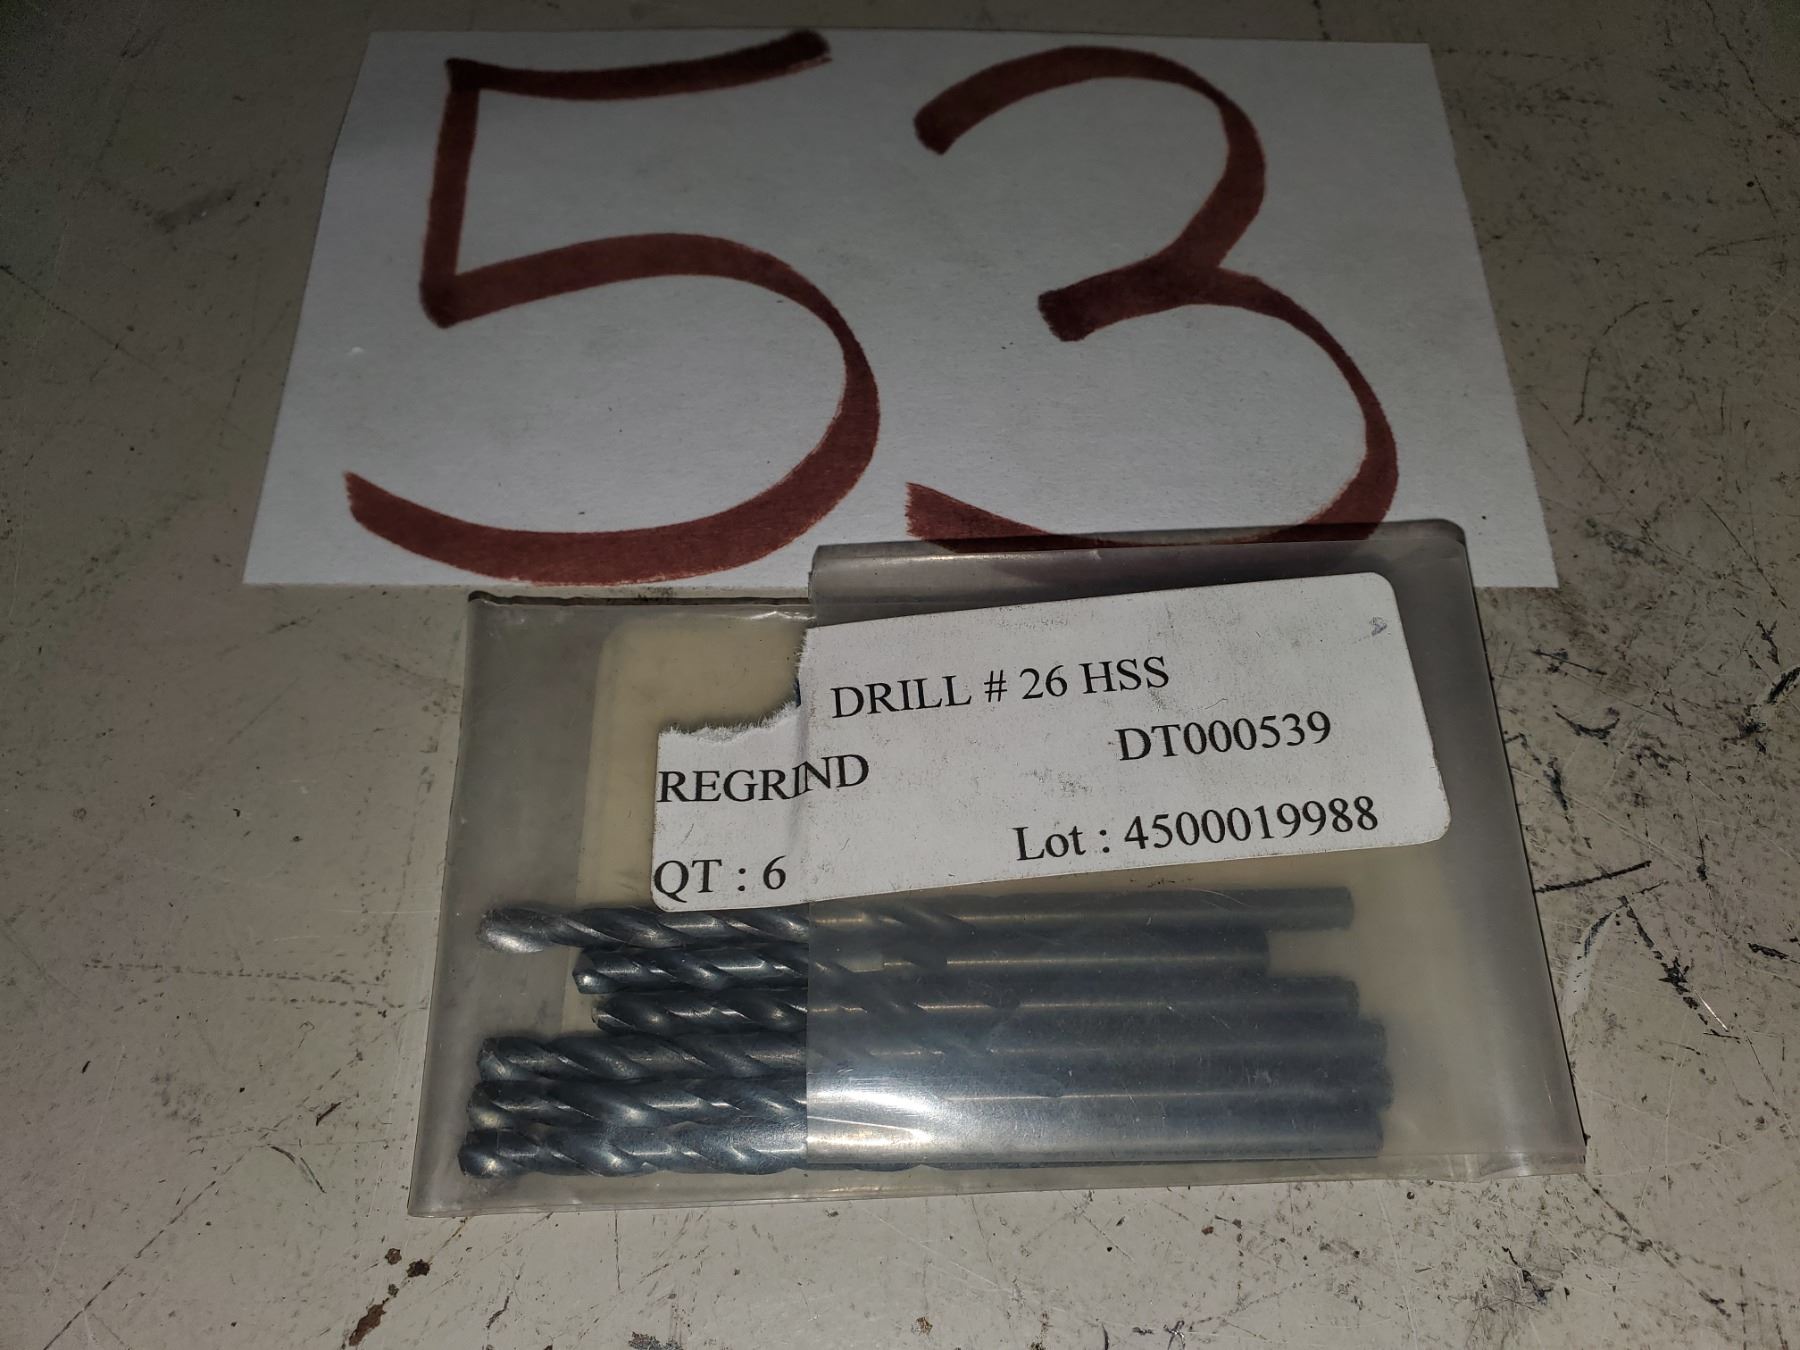 53
DRILL # 26 HSS
REGRIND DT000539
QT : 6 Lot : 4500019988